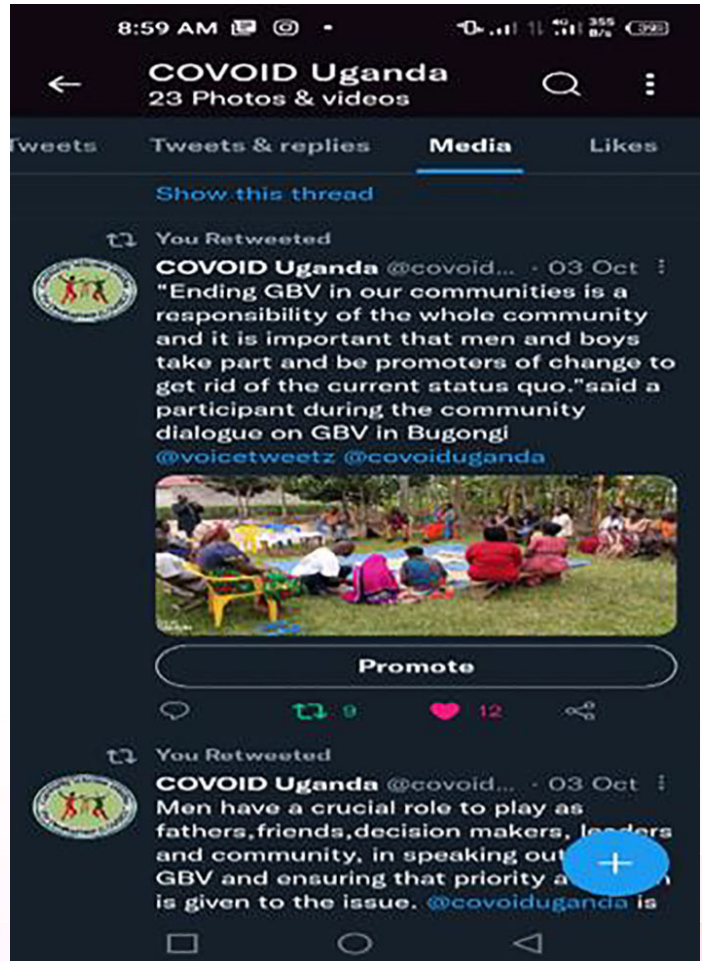 8:59 AM
4G 355 B/s 39
COVOID Uganda
23 Photos & videos
Tweets Tweets & replies Media Likes
Show this thread
You Retweeted
COVOID Uganda @covoid... · 03 Oct
"Ending GBV in our communities is a
responsibility of the whole community
and it is important that men and boys
take part and be promoters of change to
get rid of the current status quo."said a
participant during the community
dialogue on GBV in Bugongi
@voicetweetz @covoiduganda
Promote
9 12
You Retweeted
COVOID Uganda @covoid... · 03 Oct
Men have a crucial role to play as
fathers,friends,decision makers, leaders
and community, in speaking out
GBV and ensuring that priority
is given to the issue. @covoiduganda is